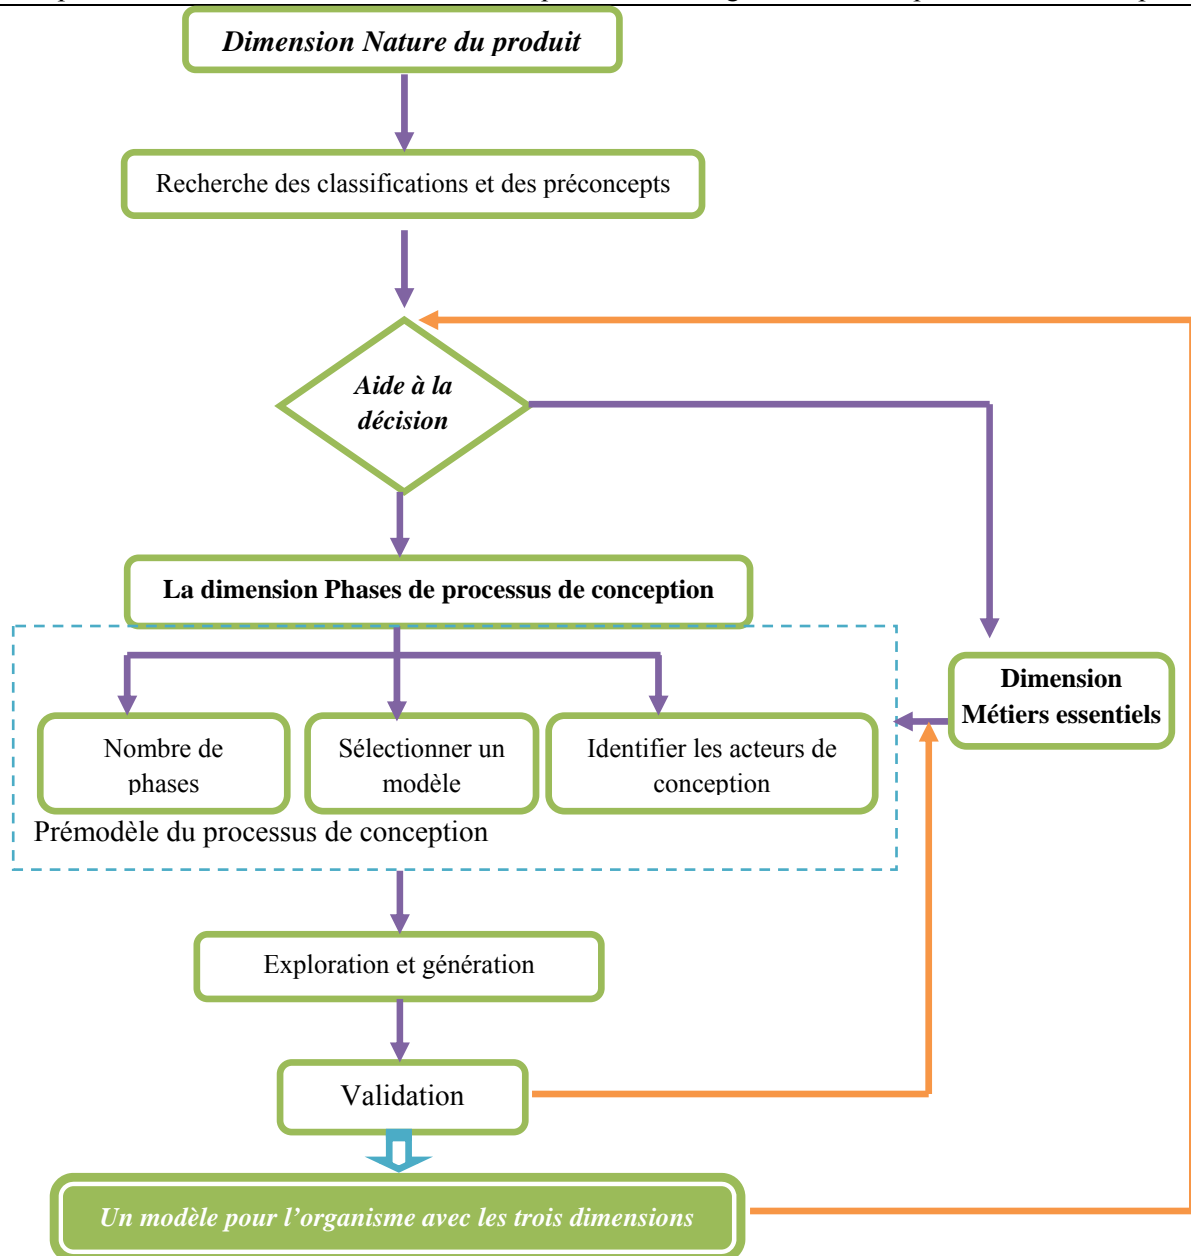 Dimension Nature du produit
Recherche des classifications et des préconcepts
Aide à la
décision
La dimension Phases de processus de conception
Dimension
Métiers essentiels
Nombre de
phases
Sélectionner un
modèle
Identifier les acteurs de
conception
Prémodèle du processus de conception
Exploration et génération
Validation
Un modèle pour l’organisme avec les trois dimensions